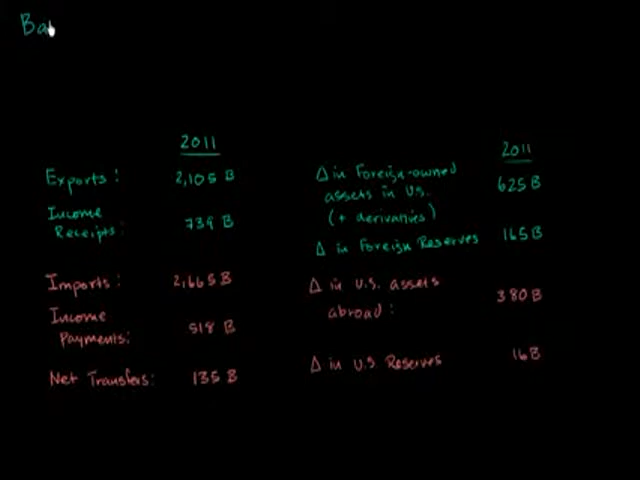 Ba
2011
Exports: 2,105 B
Income
Receipts: 739 B
Imports: 2,665 B
Income
Payments: 518 B
Net Transfers: 135 B
2011
Δ in Foreign-owned
assets in U.S. 625 B
(+ derivanies)
Δ in Foreign Reserves 165 B
Δ in U.S. assets
abroad: 380 B
Δ in U.S. Reserves 16 B